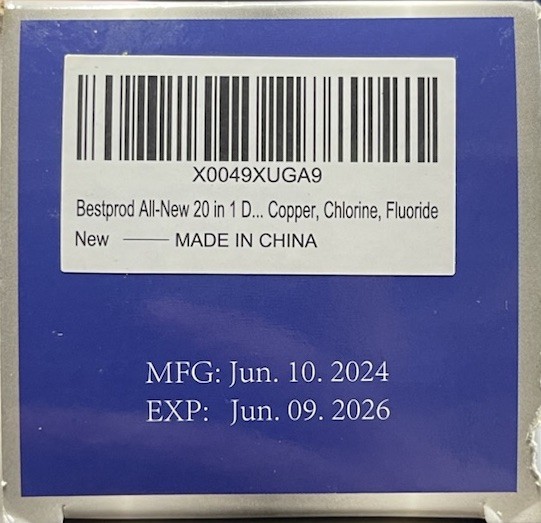 X0049XUGA9
Bestprod All-New 20 in 1 D... Copper, Chlorine, Fluoride
New —— MADE IN CHINA
MFG: Jun. 10. 2024
EXP: Jun. 09. 2026